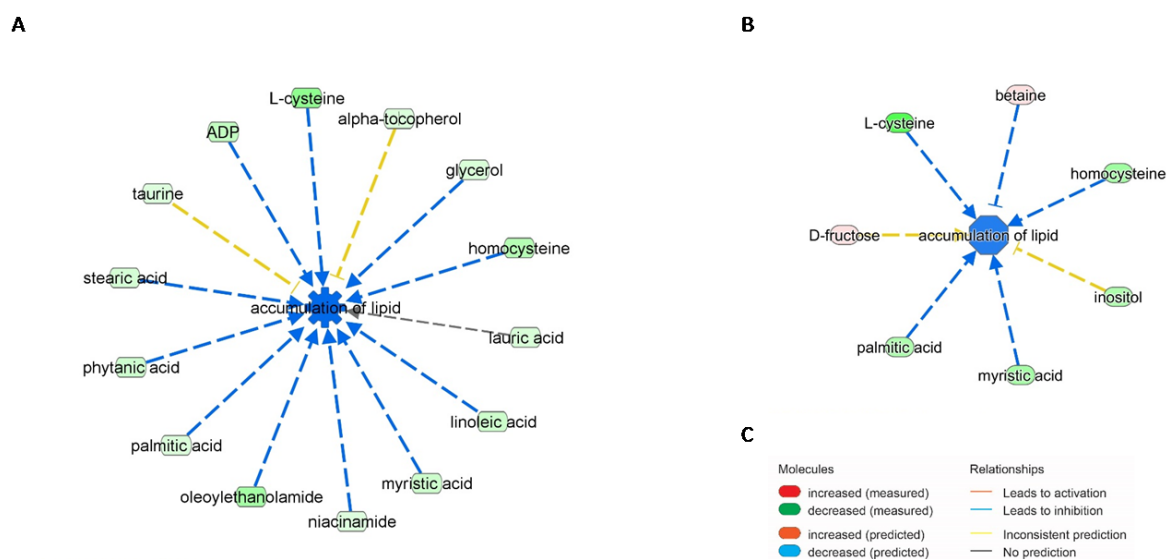 A
L-cysteine
alpha-tocopherol
ADP
glycerol
taurine
homocysteine
stearic acid
accumulation of lipid
lauric acid
phytanic acid
linoleic acid
palmitic acid
myristic acid
oleoylethanolamide
niacinamide
B
betaine
L-cysteine
homocysteine
D-fructose
accumulation of lipid
inositol
palmitic acid
myristic acid
C
Molecules
increased (measured)
decreased (measured)
increased (predicted)
decreased (predicted)
Relationships
Leads to activation
Leads to inhibition
Inconsistent prediction
No prediction